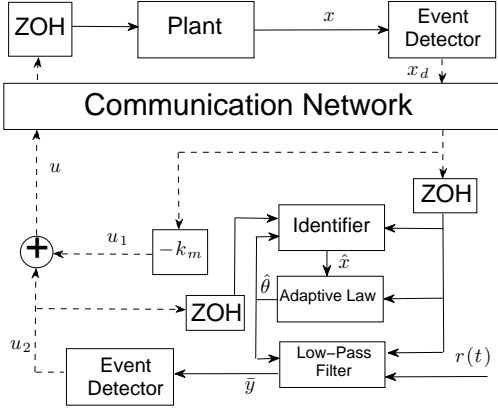 ZOH
Plant
x
Event
Detector
x_d
Communication Network
u
ZOH
u_1
−k_m
Identifier
+
x̂
θ̂
Adaptive Law
ZOH
u_2
Event
Detector
ȳ
Low−Pass
Filter
r(t)